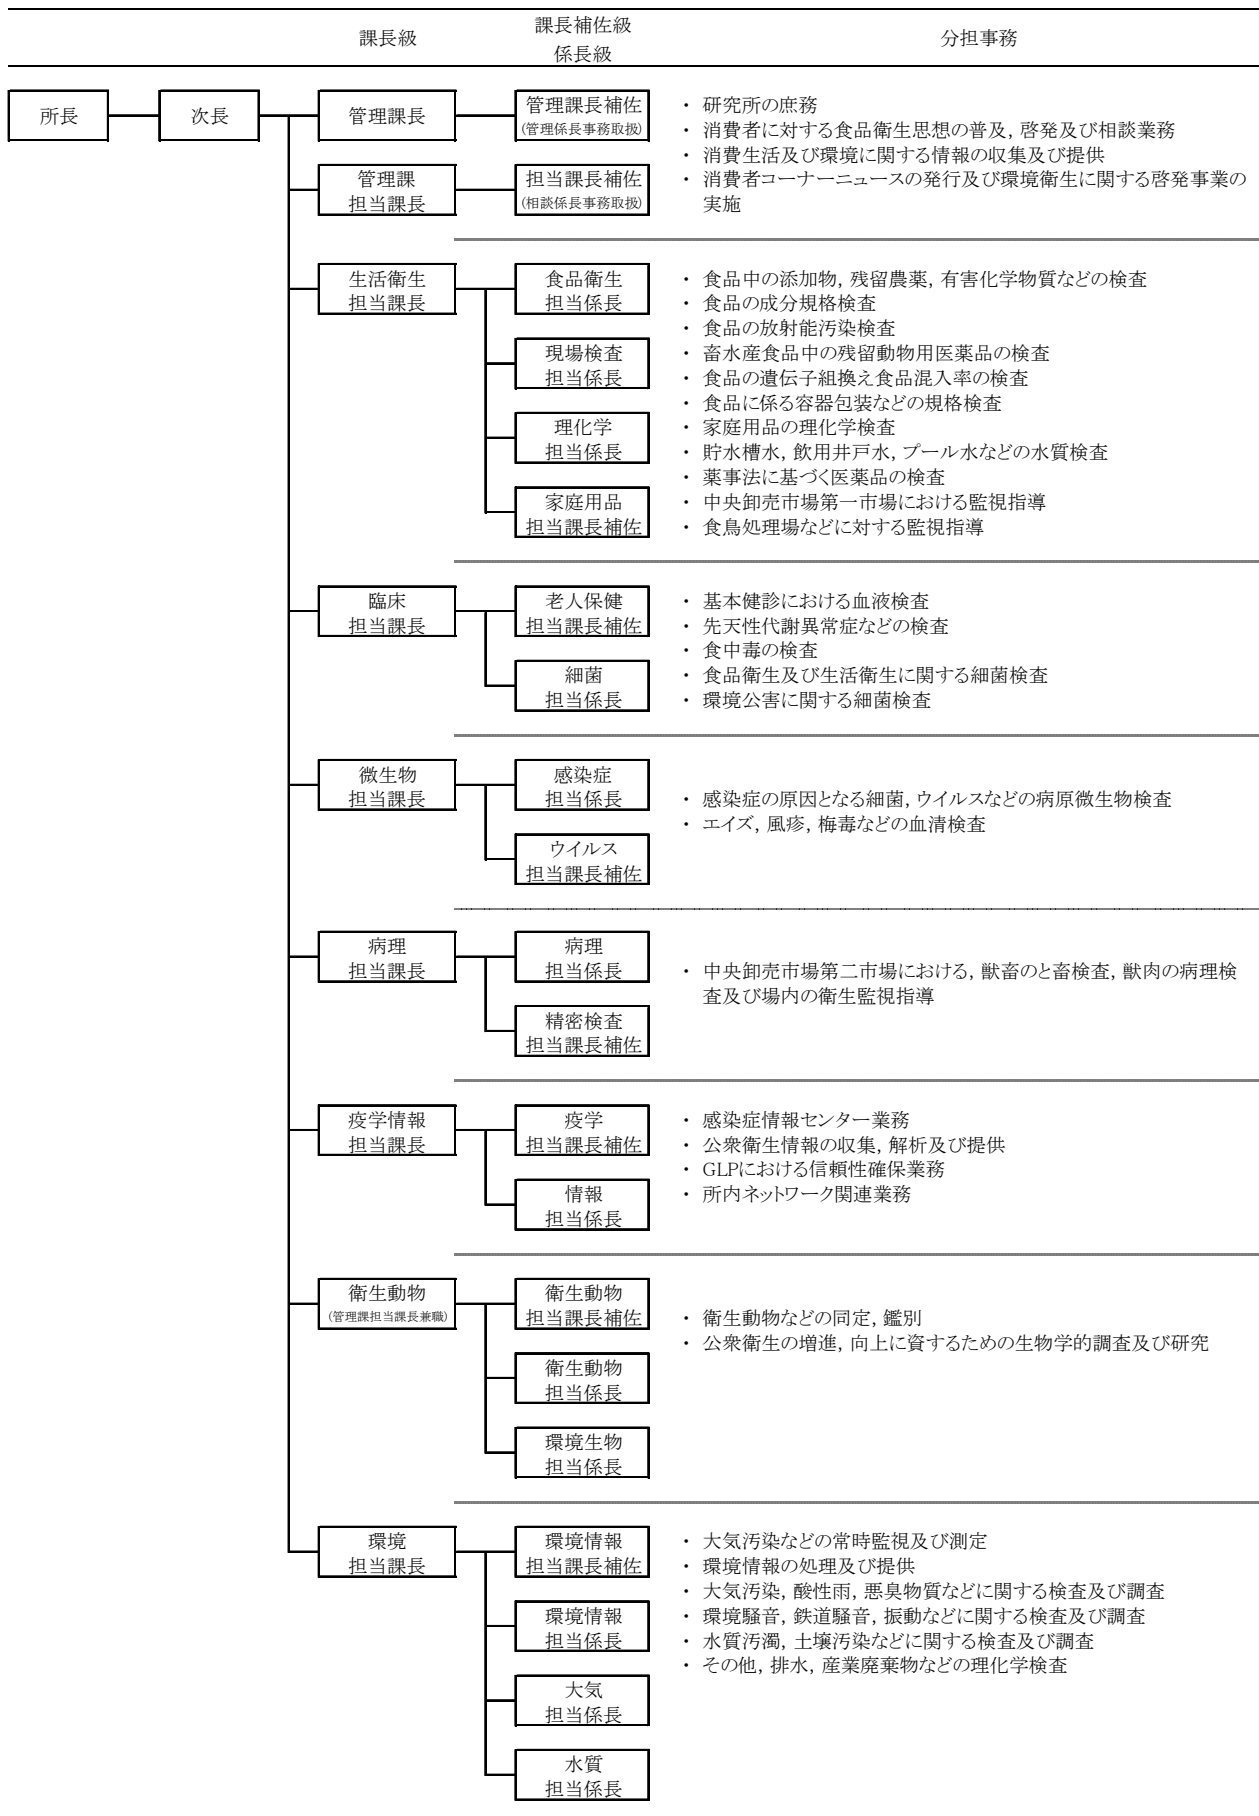 課長級
課長補佐級
係長級
分担事務
所長
次長
管理課長
管理課長補佐
(管理係長事務取扱)
管理課
担当課長
担当課長補佐
(相談係長事務取扱)
・ 研究所の庶務
・ 消費者に対する食品衛生思想の普及, 啓発及び相談業務
・ 消費生活及び環境に関する情報の収集及び提供
・ 消費者コーナーニュースの発行及び環境衛生に関する啓発事業の
実施
生活衛生
担当課長
食品衛生
担当係長
現場検査
担当係長
理化学
担当係長
家庭用品
担当課長補佐
・ 食品中の添加物, 残留農薬, 有害化学物質などの検査
・ 食品の成分規格検査
・ 食品の放射能汚染検査
・ 畜水産食品中の残留動物用医薬品の検査
・ 食品の遺伝子組換え食品混入率の検査
・ 食品に係る容器包装などの規格検査
・ 家庭用品の理化学検査
・ 貯水槽水, 飲用井戸水, プール水などの水質検査
・ 薬事法に基づく医薬品の検査
・ 中央卸売市場第一市場における監視指導
・ 食鳥処理場などに対する監視指導
臨床
担当課長
老人保健
担当課長補佐
細菌
担当係長
・ 基本健診における血液検査
・ 先天性代謝異常症などの検査
・ 食中毒の検査
・ 食品衛生及び生活衛生に関する細菌検査
・ 環境公害に関する細菌検査
微生物
担当課長
感染症
担当係長
ウイルス
担当課長補佐
・ 感染症の原因となる細菌, ウイルスなどの病原微生物検査
・ エイズ, 風疹, 梅毒などの血清検査
病理
担当課長
病理
担当係長
精密検査
担当課長補佐
・ 中央卸売市場第二市場における, 獣畜のと畜検査, 獣肉の病理検
査及び場内の衛生監視指導
疫学情報
担当課長
疫学
担当課長補佐
情報
担当係長
・ 感染症情報センター業務
・ 公衆衛生情報の収集, 解析及び提供
・ GLPにおける信頼性確保業務
・ 所内ネットワーク関連業務
衛生動物
(管理課担当課長兼職)
衛生動物
担当課長補佐
衛生動物
担当係長
環境生物
担当係長
・ 衛生動物などの同定, 鑑別
・ 公衆衛生の増進, 向上に資するための生物学的調査及び研究
環境
担当課長
環境情報
担当課長補佐
環境情報
担当係長
大気
担当係長
水質
担当係長
・ 大気汚染などの常時監視及び測定
・ 環境情報の処理及び提供
・ 大気汚染, 酸性雨, 悪臭物質などに関する検査及び調査
・ 環境騒音, 鉄道騒音, 振動などに関する検査及び調査
・ 水質汚濁, 土壌汚染などに関する検査及び調査
・ その他, 排水, 産業廃棄物などの理化学検査